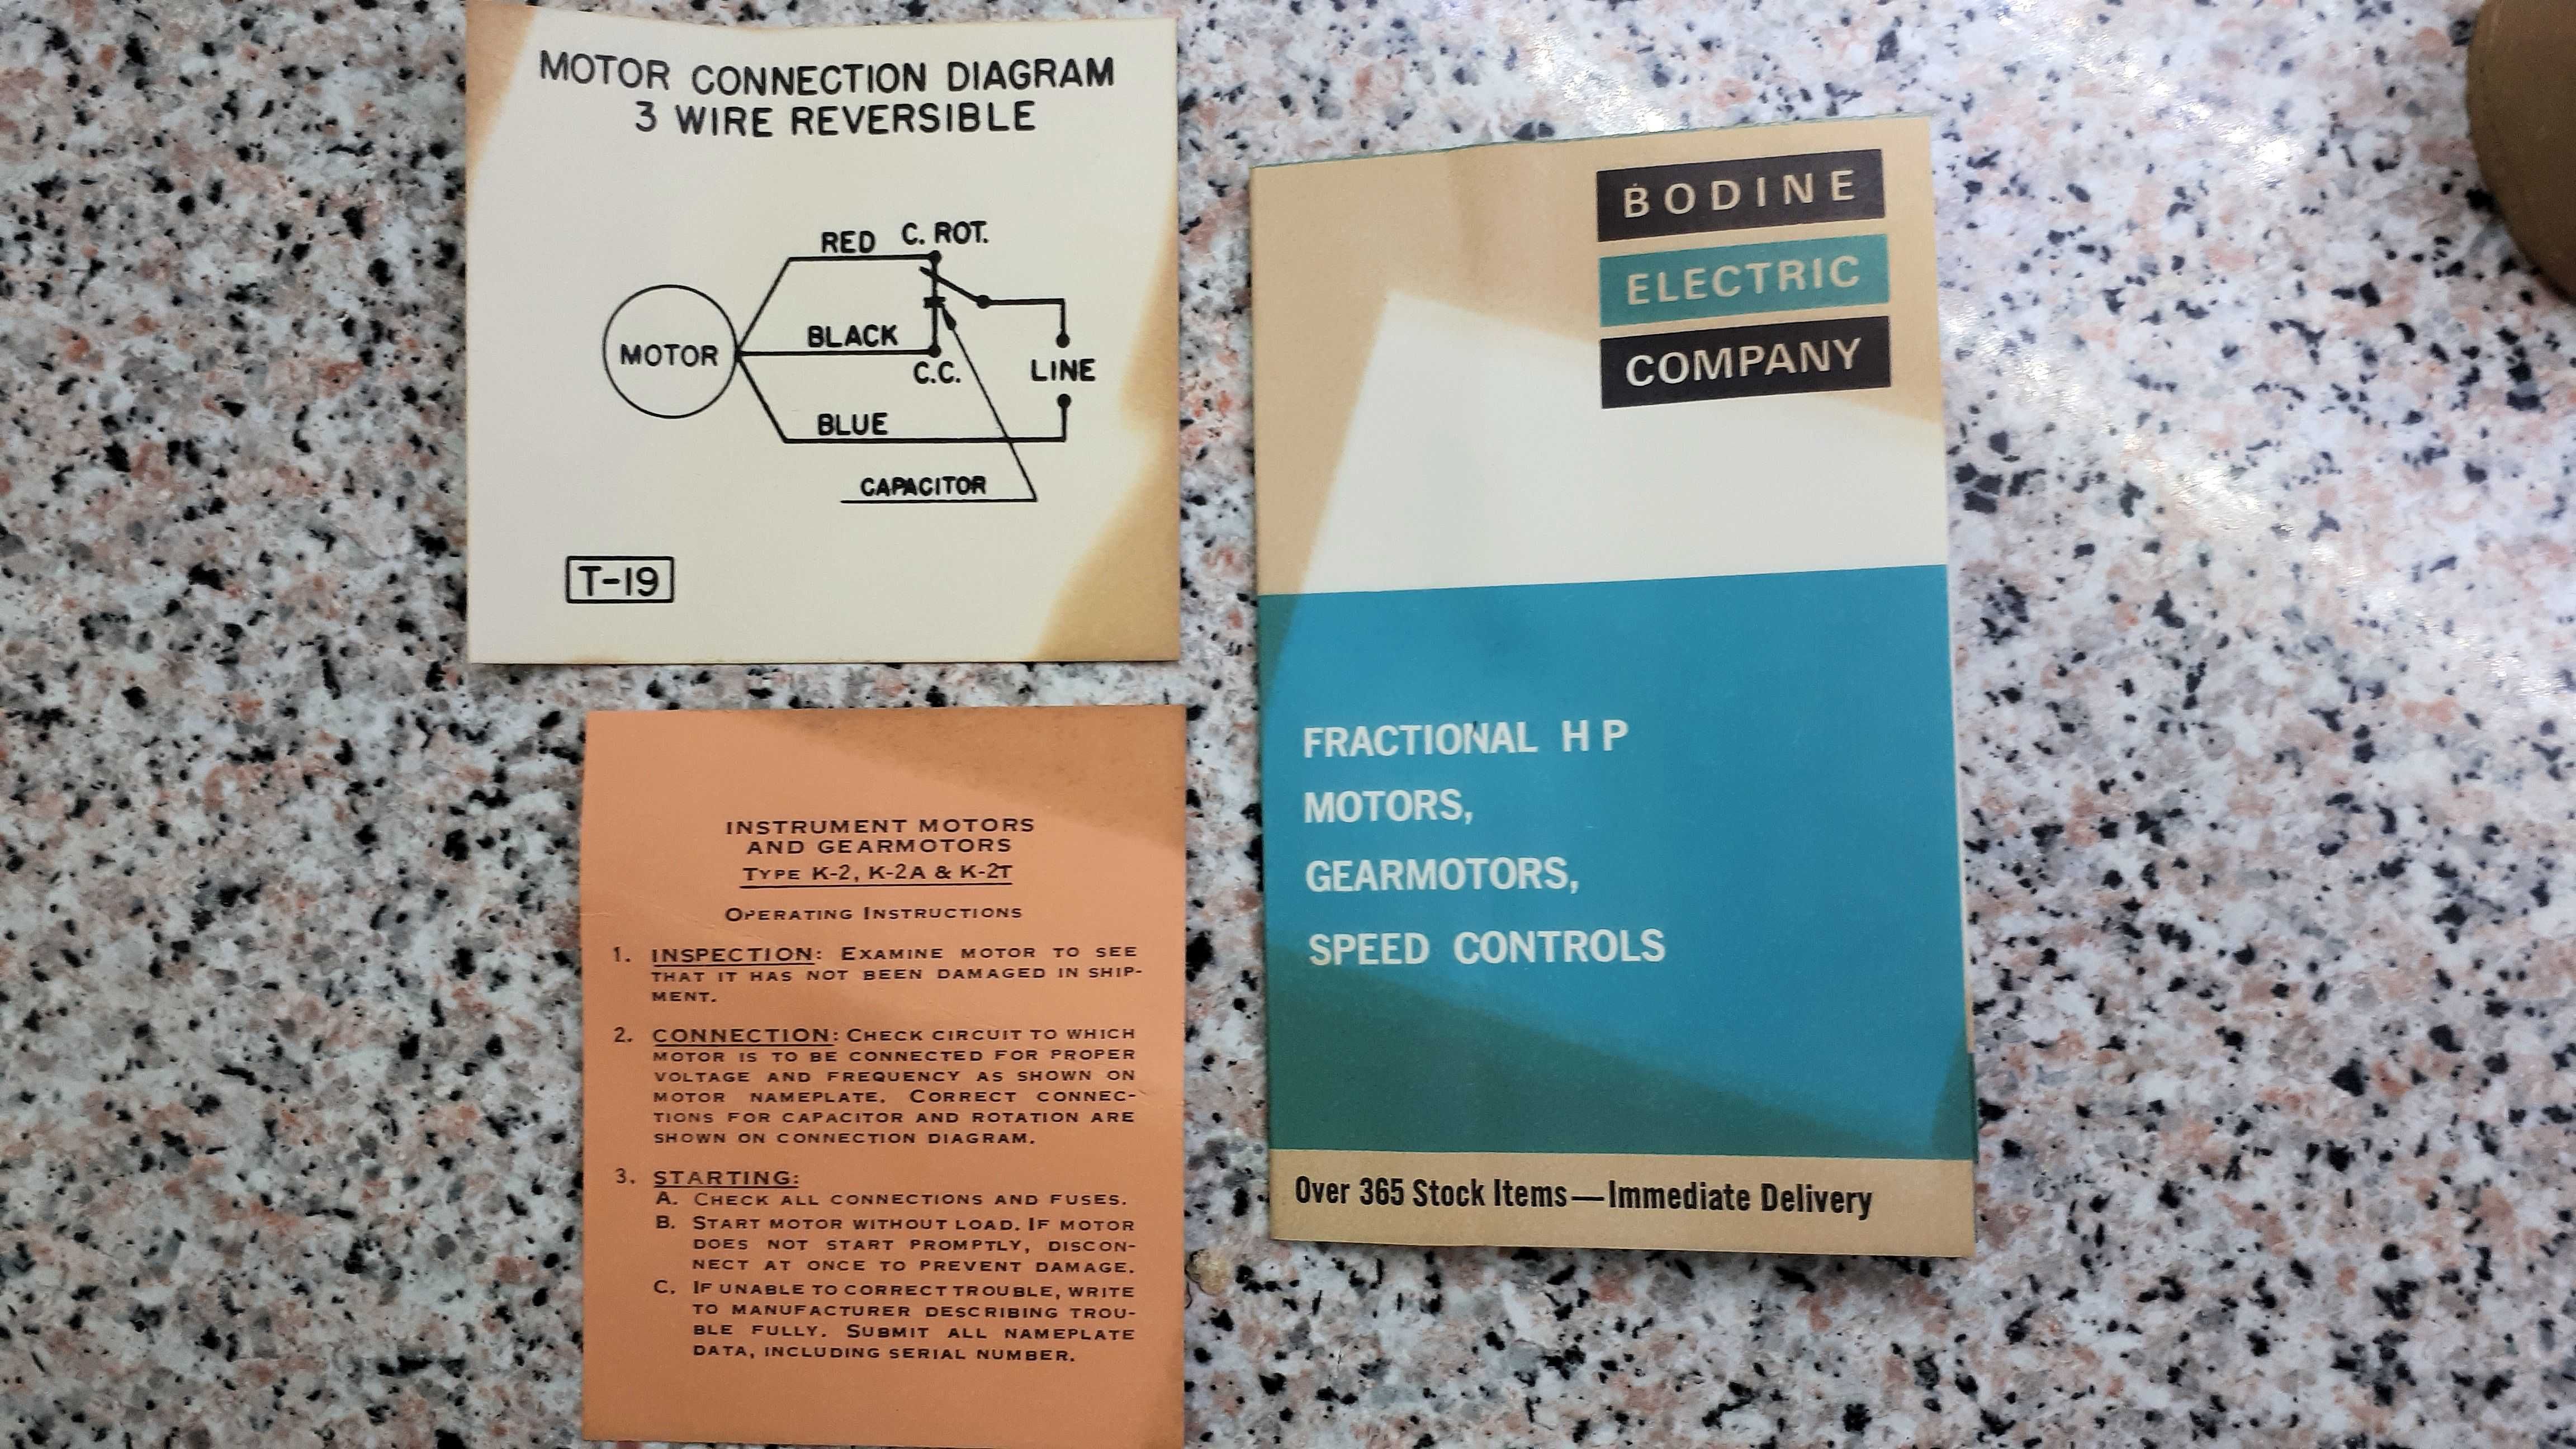 MOTOR CONNECTION DIAGRAM
3 WIRE REVERSIBLE
RED C. ROT.
MOTOR
BLACK
C.C.
LINE
BLUE
CAPACITOR
T-19
INSTRUMENT MOTORS
AND GEARMOTORS
TYPE K-2, K-2A & K-2T
OPERATING INSTRUCTIONS
1. INSPECTION: EXAMINE MOTOR TO SEE
THAT IT HAS NOT BEEN DAMAGED IN SHIP-
MENT.
2. CONNECTION: CHECK CIRCUIT TO WHICH
MOTOR IS TO BE CONNECTED FOR PROPER
VOLTAGE AND FREQUENCY AS SHOWN ON
MOTOR NAMEPLATE. CORRECT CONNEC-
TIONS FOR CAPACITOR AND ROTATION ARE
SHOWN ON CONNECTION DIAGRAM.
3. STARTING:
A. CHECK ALL CONNECTIONS AND FUSES.
B. START MOTOR WITHOUT LOAD. IF MOTOR
DOES NOT START PROMPTLY, DISCON-
NECT AT ONCE TO PREVENT DAMAGE.
C. IF UNABLE TO CORRECT TROUBLE, WRITE
TO MANUFACTURER DESCRIBING TROU-
BLE FULLY. SUBMIT ALL NAMEPLATE
DATA, INCLUDING SERIAL NUMBER.
BODINE
ELECTRIC
COMPANY
FRACTIONAL HP
MOTORS,
GEARMOTORS,
SPEED CONTROLS
Over 365 Stock Items—Immediate Delivery